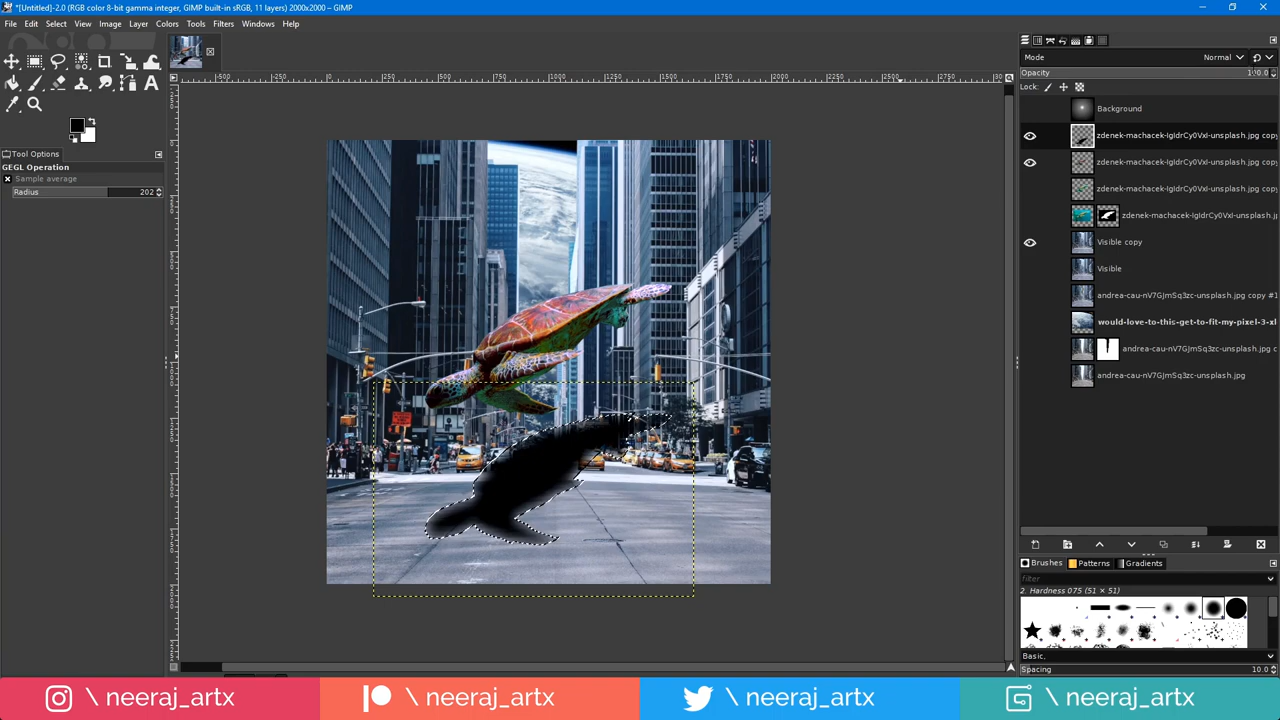 *[Untitled]-2.0 (RGB color 8-bit gamma integer, GIMP built-in sRGB, 11 layers) 2000x2000 – GIMP
File Edit Select View Image Layer Colors Tools Filters Windows Help
Tool Options
GEGL Operation
Sample average
Radius 202
Mode Normal
Opacity 100.0
Lock:
Background
zdenek-machacek-IgIdrCy0VxI-unsplash.jpg copy
zdenek-machacek-IgIdrCy0VxI-unsplash.jpg copy
zdenek-machacek-IgIdrCy0VxI-unsplash.jpg copy
zdenek-machacek-IgIdrCy0VxI-unsplash.j
Visible copy
Visible
andrea-cau-nV7GJmSq3zc-unsplash.jpg copy #1
would-love-to-this-get-to-fit-my-pixel-3-xl
andrea-cau-nV7GJmSq3zc-unsplash.jpg c
andrea-cau-nV7GJmSq3zc-unsplash.jpg
Brushes Patterns Gradients
filter
2. Hardness 075 (51 × 51)
Basic,
Spacing 10.0
\ neeraj_artx \ neeraj_artx \ neeraj_artx \ neeraj_artx